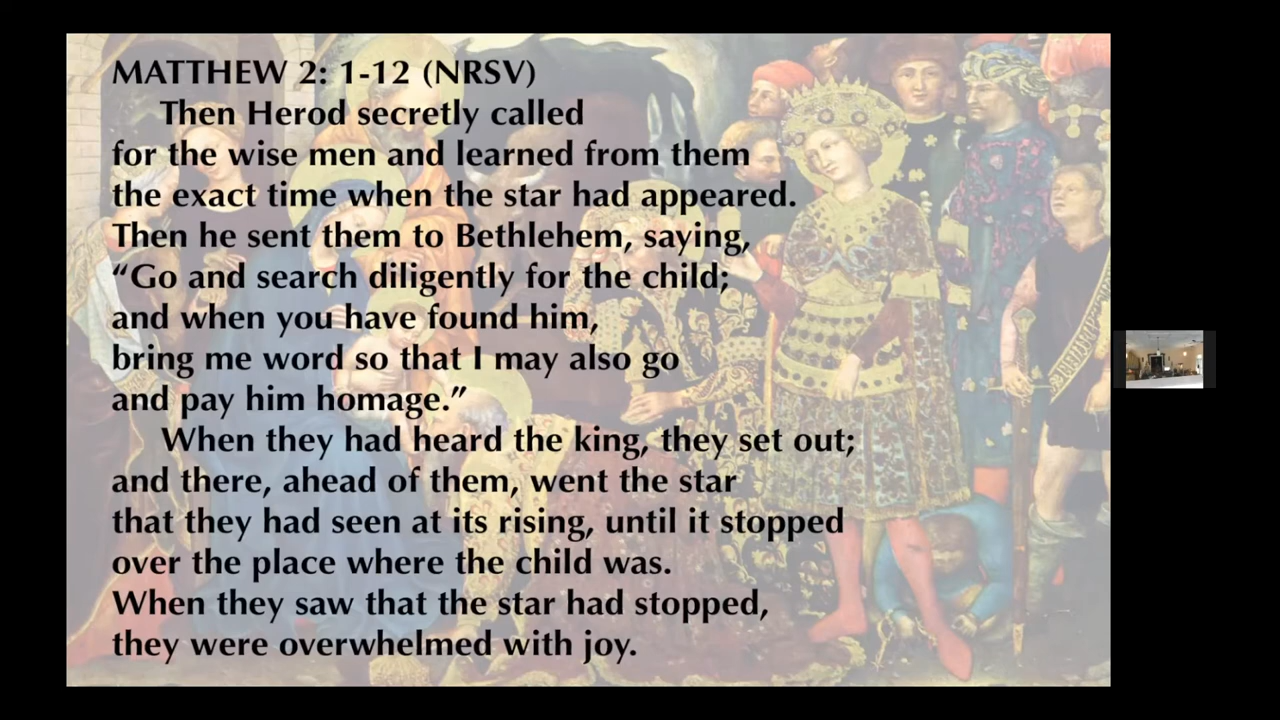 MATTHEW 2: 1-12 (NRSV)
Then Herod secretly called
for the wise men and learned from them
the exact time when the star had appeared.
Then he sent them to Bethlehem, saying,
“Go and search diligently for the child;
and when you have found him,
bring me word so that I may also go
and pay him homage.”
When they had heard the king, they set out;
and there, ahead of them, went the star
that they had seen at its rising, until it stopped
over the place where the child was.
When they saw that the star had stopped,
they were overwhelmed with joy.